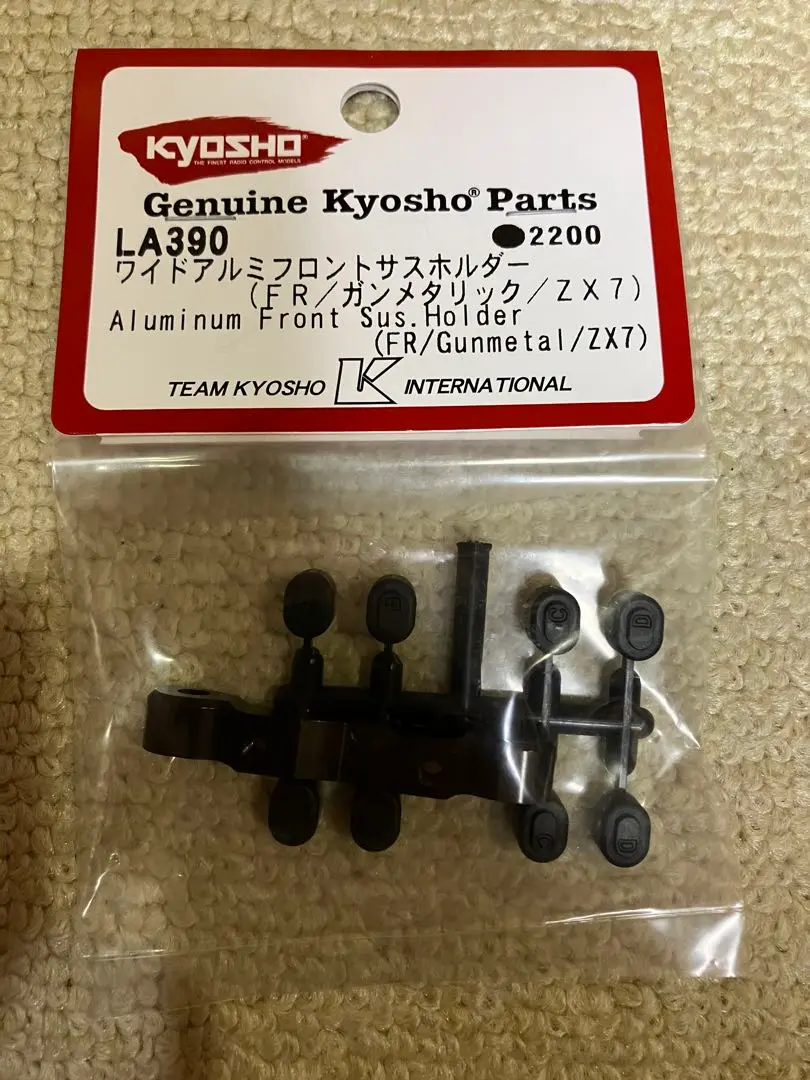 KYOSHO®
THE FINEST RADIO CONTROL MODELS
Genuine Kyosho® Parts
LA390 ●2200
ワイドアルミフロントサスホルダー
(FR/ガンメタリック/ZX7)
Aluminum Front Sus.Holder
(FR/Gunmetal/ZX7)
TEAM KYOSHO K INTERNATIONAL
E C D
C D